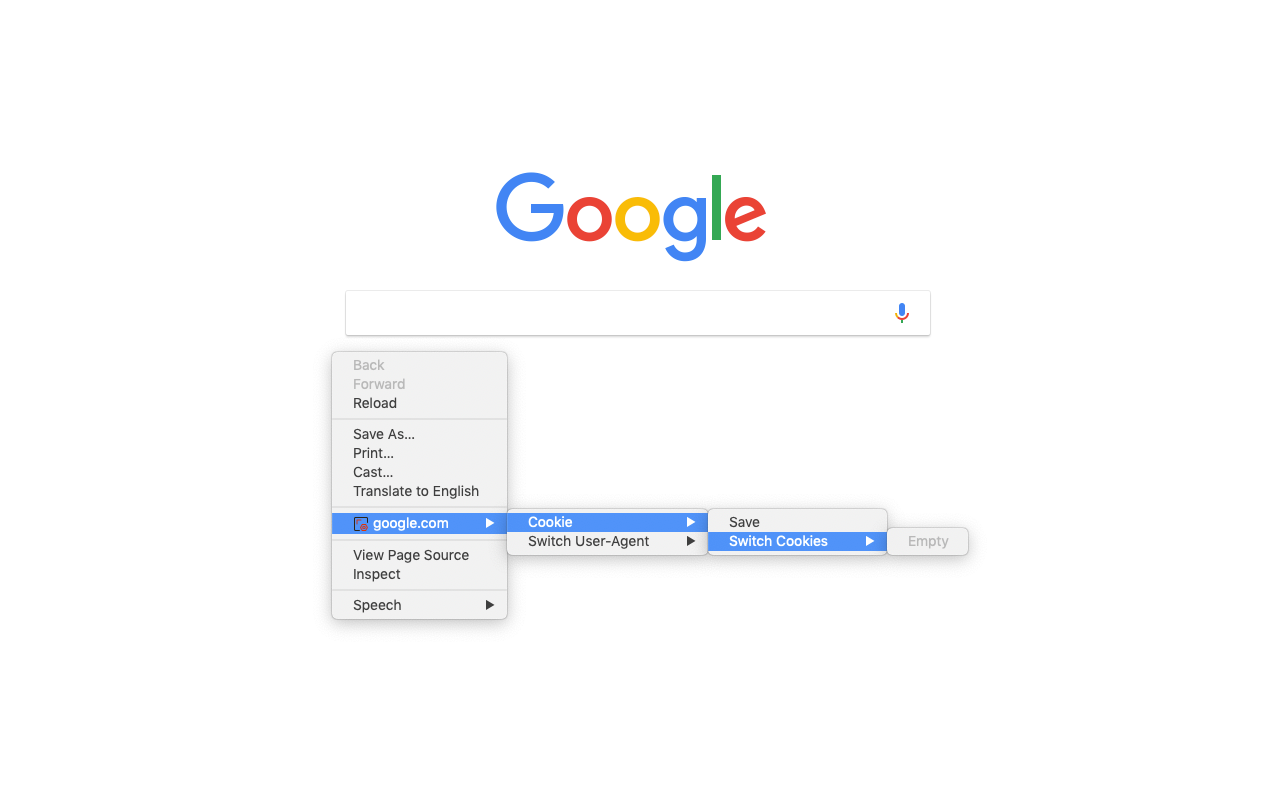 Google
Back
Forward
Reload
Save As...
Print...
Cast...
Translate to English
google.com
View Page Source
Inspect
Speech
Cookie
Switch User-Agent
Save
Switch Cookies
Empty